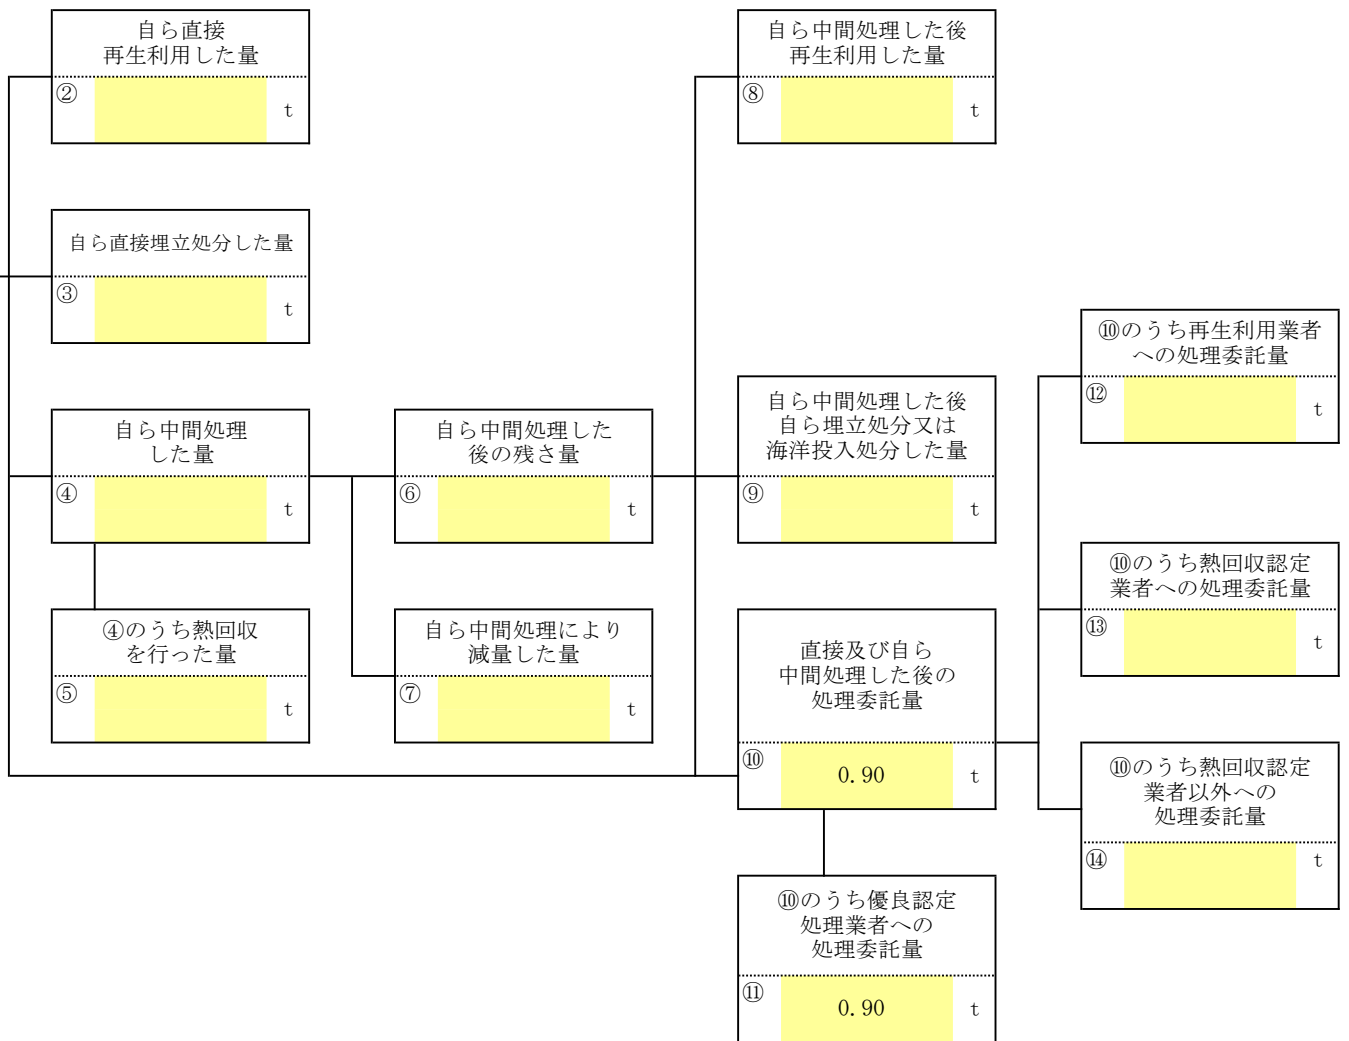 自ら直接
再生利用した量
②
t
自ら中間処理した後
再生利用した量
⑧
t
自ら直接埋立処分した量
③
t
⑩のうち再生利用業者
への処理委託量
⑫
t
自ら中間処理
した量
④
t
自ら中間処理した
後の残さ量
⑥
t
自ら中間処理した後
自ら埋立処分又は
海洋投入処分した量
⑨
t
⑩のうち熱回収認定
業者への処理委託量
⑬
t
④のうち熱回収
を行った量
⑤
t
自ら中間処理により
減量した量
⑦
t
直接及び自ら
中間処理した後の
処理委託量
⑩
0.90
t
⑩のうち熱回収認定
業者以外への
処理委託量
⑭
t
⑩のうち優良認定
処理業者への
処理委託量
⑪
0.90
t